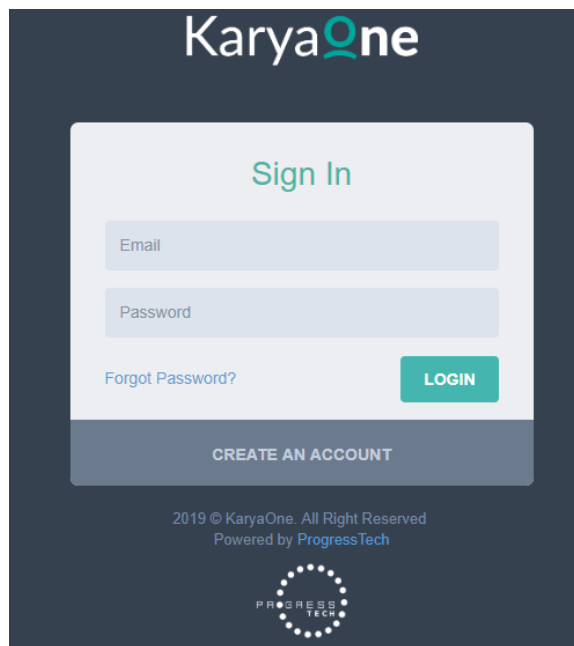 KaryaOne
Sign In
Email
Password
Forgot Password?
LOGIN
CREATE AN ACCOUNT
2019 © KaryaOne. All Right Reserved
Powered by ProgressTech
PROGRESS
TECH